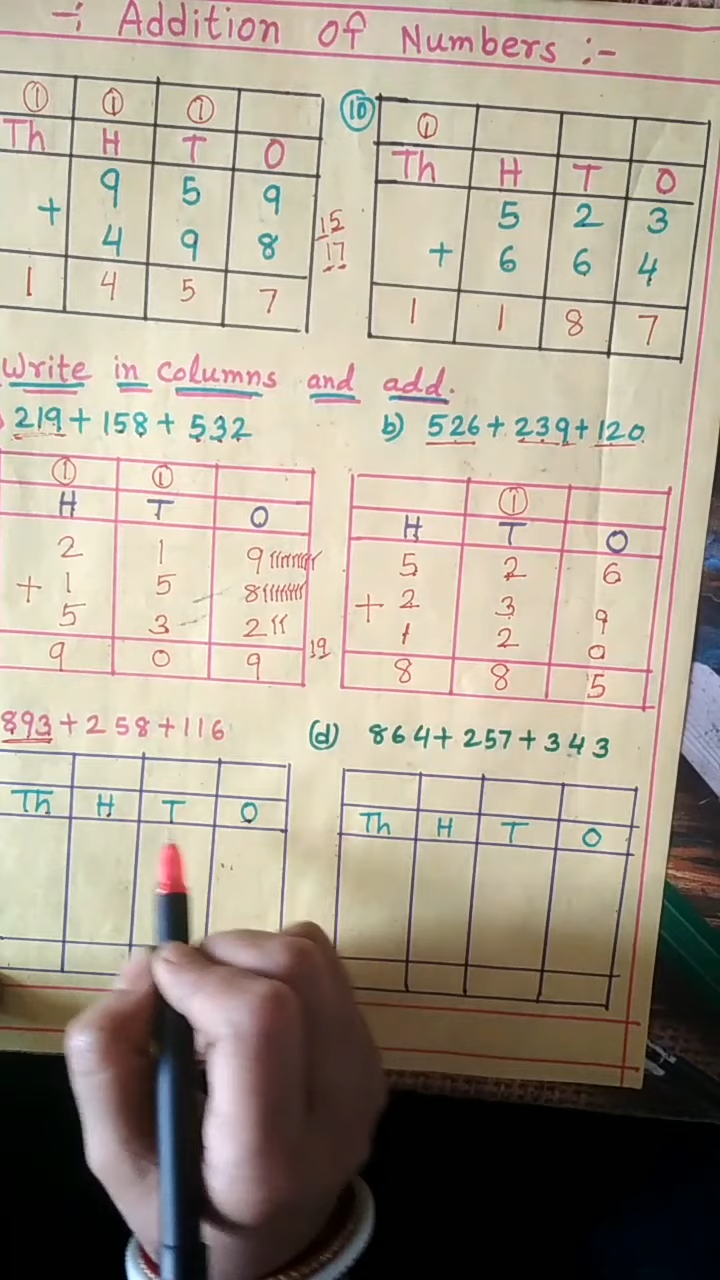 -: Addition of Numbers :-
① ① ①
Th H T O
9 5 9
+ 4 9 8
1 4 5 7
15
17
⑩
①
Th H T O
5 2 3
+ 6 6 4
1 1 8 7
Write in columns and add.
219 + 158 + 532
① ①
H T O
2 1 9
+ 1 5 8
5 3 2
9 0 9
19
b) 526 + 239 + 120
①
H T O
5 2 6
+ 2 3 9
1 2 0
8 8 5
893 + 258 + 116
Th H T O
(d) 864 + 257 + 343
Th H T O